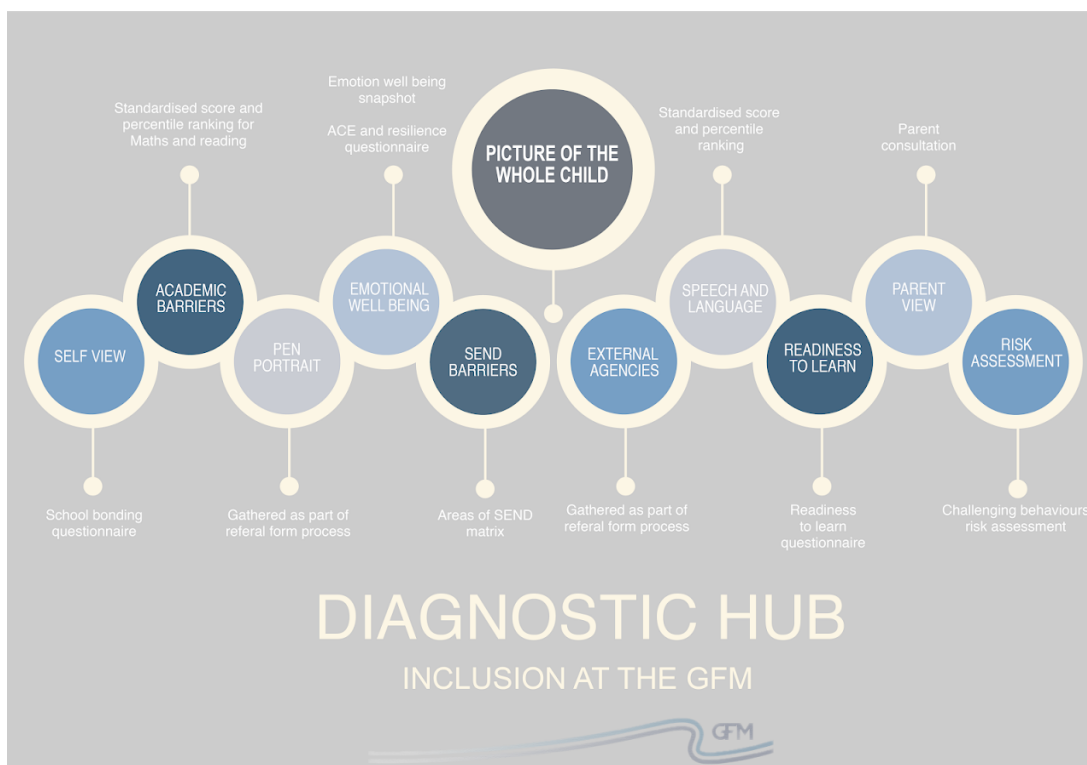 Emotion well being
snapshot
ACE and resilience
questionnaire
Standardised score and
percentile ranking for
Maths and reading
Standardised score
and percentile
ranking
Parent
consultation
PICTURE OF THE
WHOLE CHILD
SELF VIEW
ACADEMIC
BARRIERS
PEN
PORTRAIT
EMOTIONAL
WELL BEING
SEND
BARRIERS
EXTERNAL
AGENCIES
SPEECH AND
LANGUAGE
READINESS
TO LEARN
PARENT
VIEW
RISK
ASSESSMENT
School bonding
questionnaire
Gathered as part of
referal form process
Areas of SEND
matrix
Gathered as part of
referal form process
Readiness
to learn
questionnaire
Challenging behaviours
risk assessment
DIAGNOSTIC HUB
INCLUSION AT THE GFM
GFM